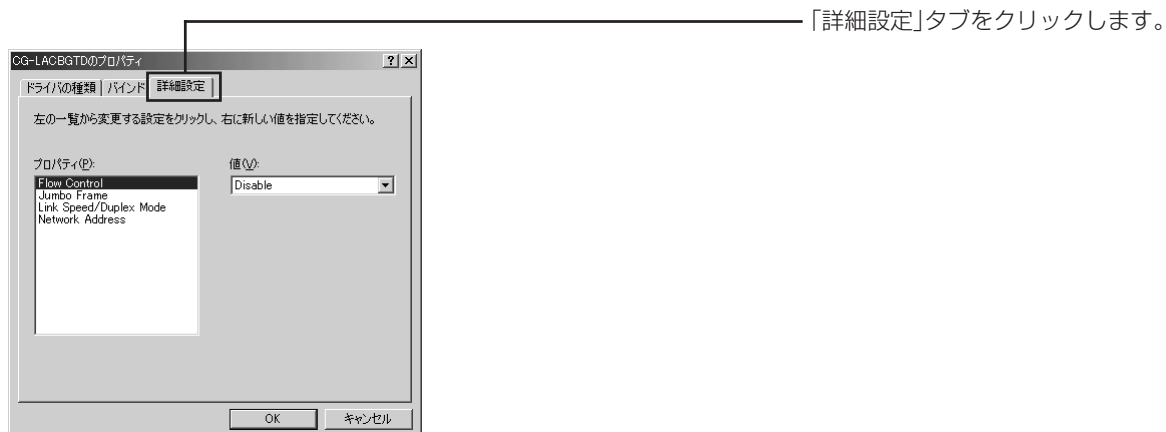 「詳細設定」タブをクリックします。
CG-LACBGTDのプロパティ
? ×
ドライバの種類 バインド 詳細設定
左の一覧から変更する設定をクリックし、右に新しい値を指定してください。
プロパティ(P): 値(V):
Flow Control Disable
Jumbo Frame
Link Speed/Duplex Mode
Network Address
OK キャンセル